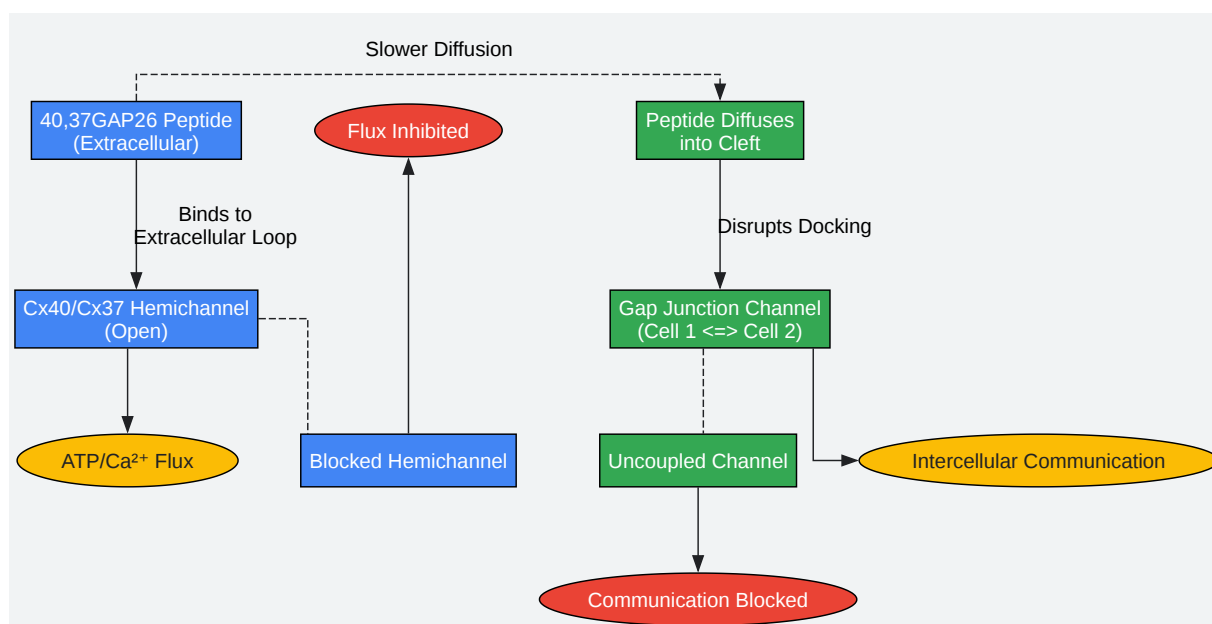 Slower Diffusion
40,37GAP26 Peptide
(Extracellular)
Flux Inhibited
Peptide Diffuses
into Cleft
Binds to
Extracellular Loop
Disrupts Docking
Cx40/Cx37 Hemichannel
(Open)
Gap Junction Channel
(Cell 1 <=> Cell 2)
ATP/Ca²⁺ Flux
Blocked Hemichannel
Uncoupled Channel
Intercellular Communication
Communication Blocked